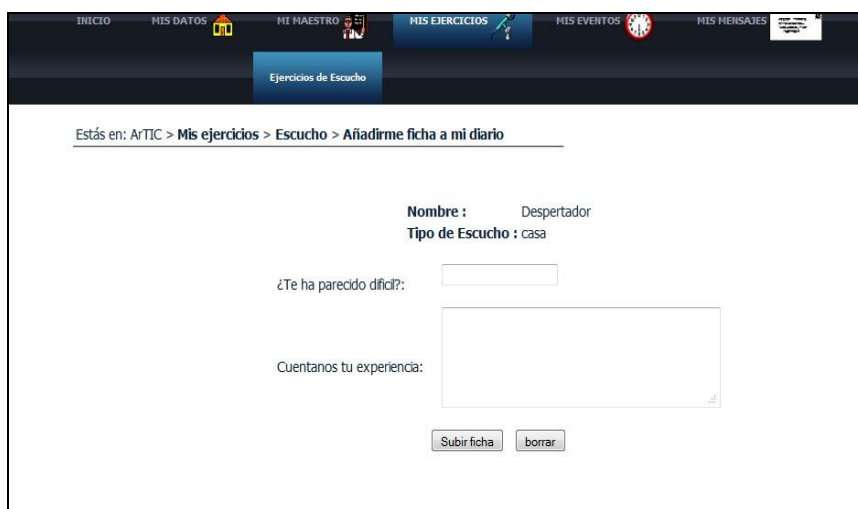 INICIO MIS DATOS MI MAESTRO MIS EJERCICIOS MIS EVENTOS MIS MENSAJES
Ejercicios de Escucho
Estás en: ArTIC > Mis ejercicios > Escucho > Añadirme ficha a mi diario
Nombre : Despertador
Tipo de Escucho : casa
¿Te ha parecido dificil?:
Cuentanos tu experiencia:
Subir ficha borrar